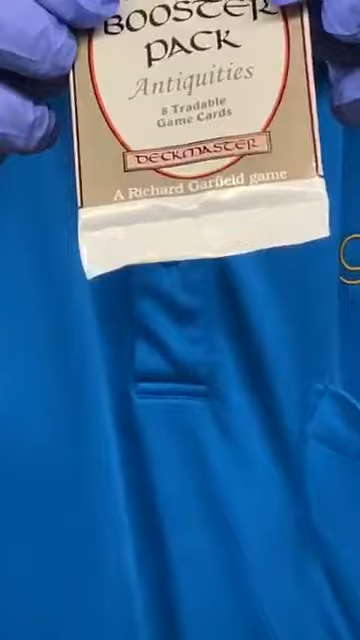 BOOSTER
PACK
Antiquities
8 Tradable
Game Cards
DECKMASTER
A Richard Garfield game